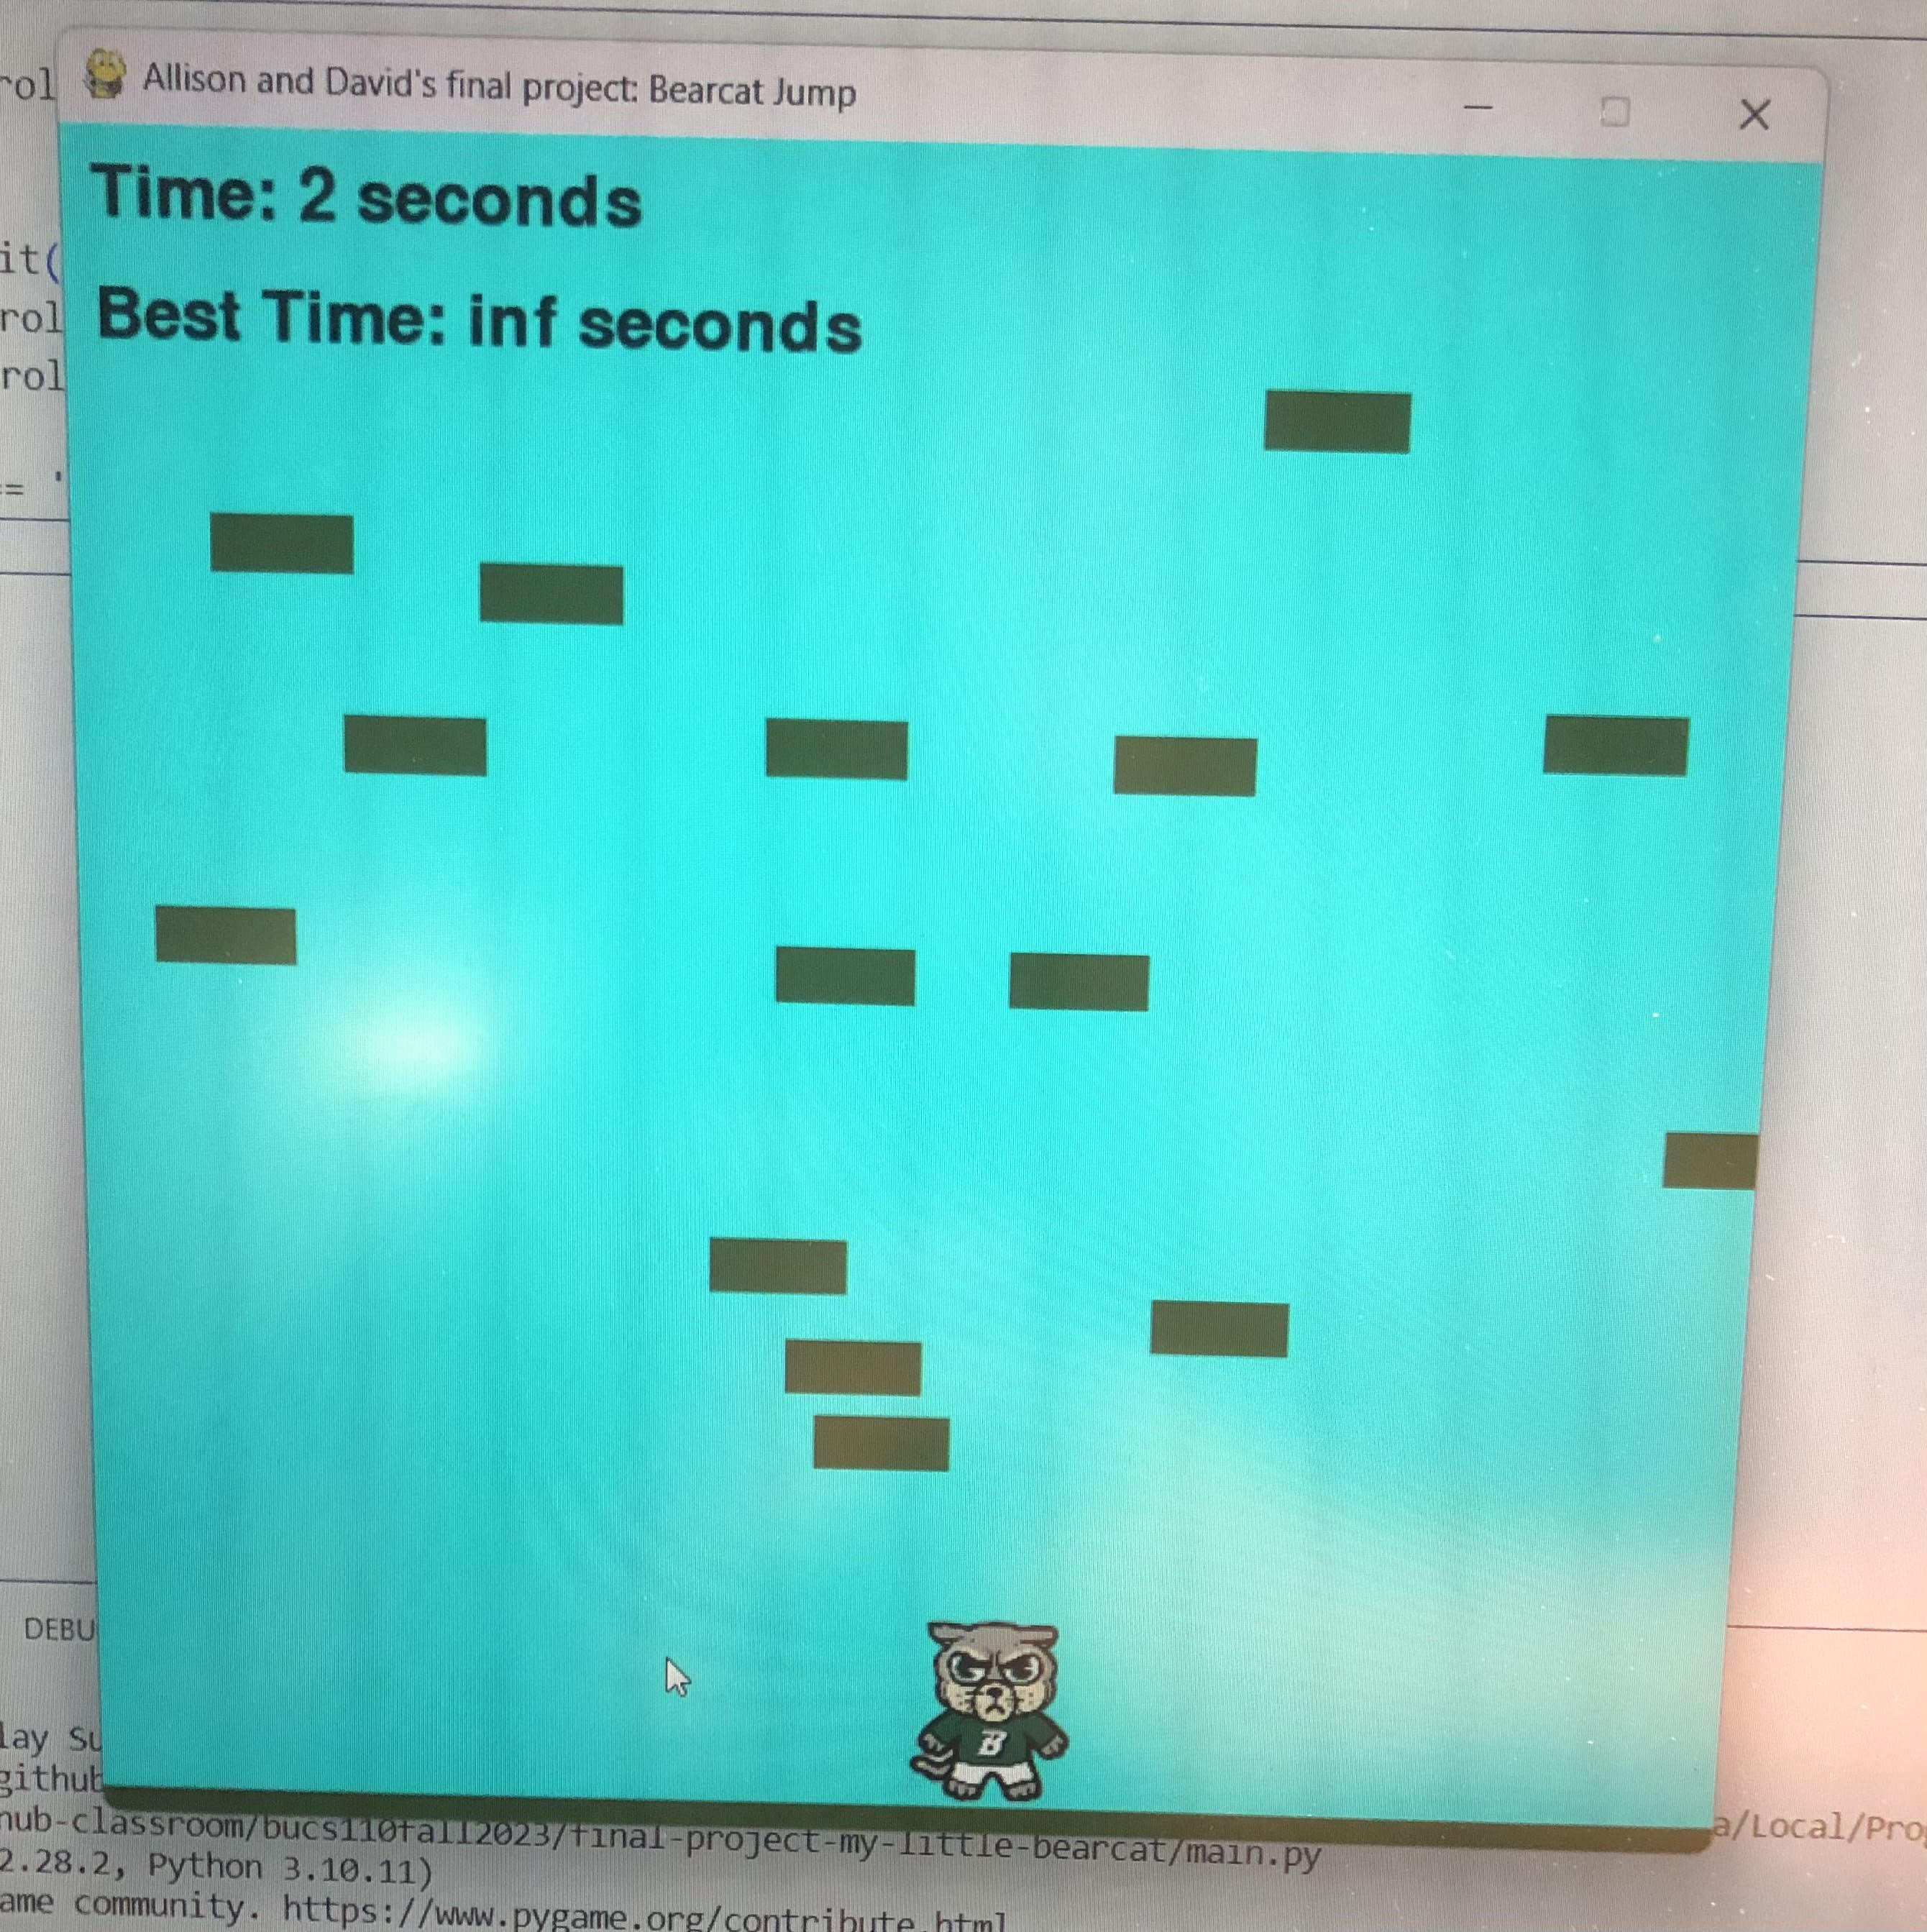 Allison and David's final project: Bearcat Jump
rol
Time: 2 seconds
it(
rol
Best Time: inf seconds
rol
== '
DEBU
B
lay Su
github
hub-classroom/bucs110fall2023/final-project-my-little-bearcat/main.py
a/Local/Pro
2.28.2, Python 3.10.11)
ame community. https://www.pygame.org/contribute.html